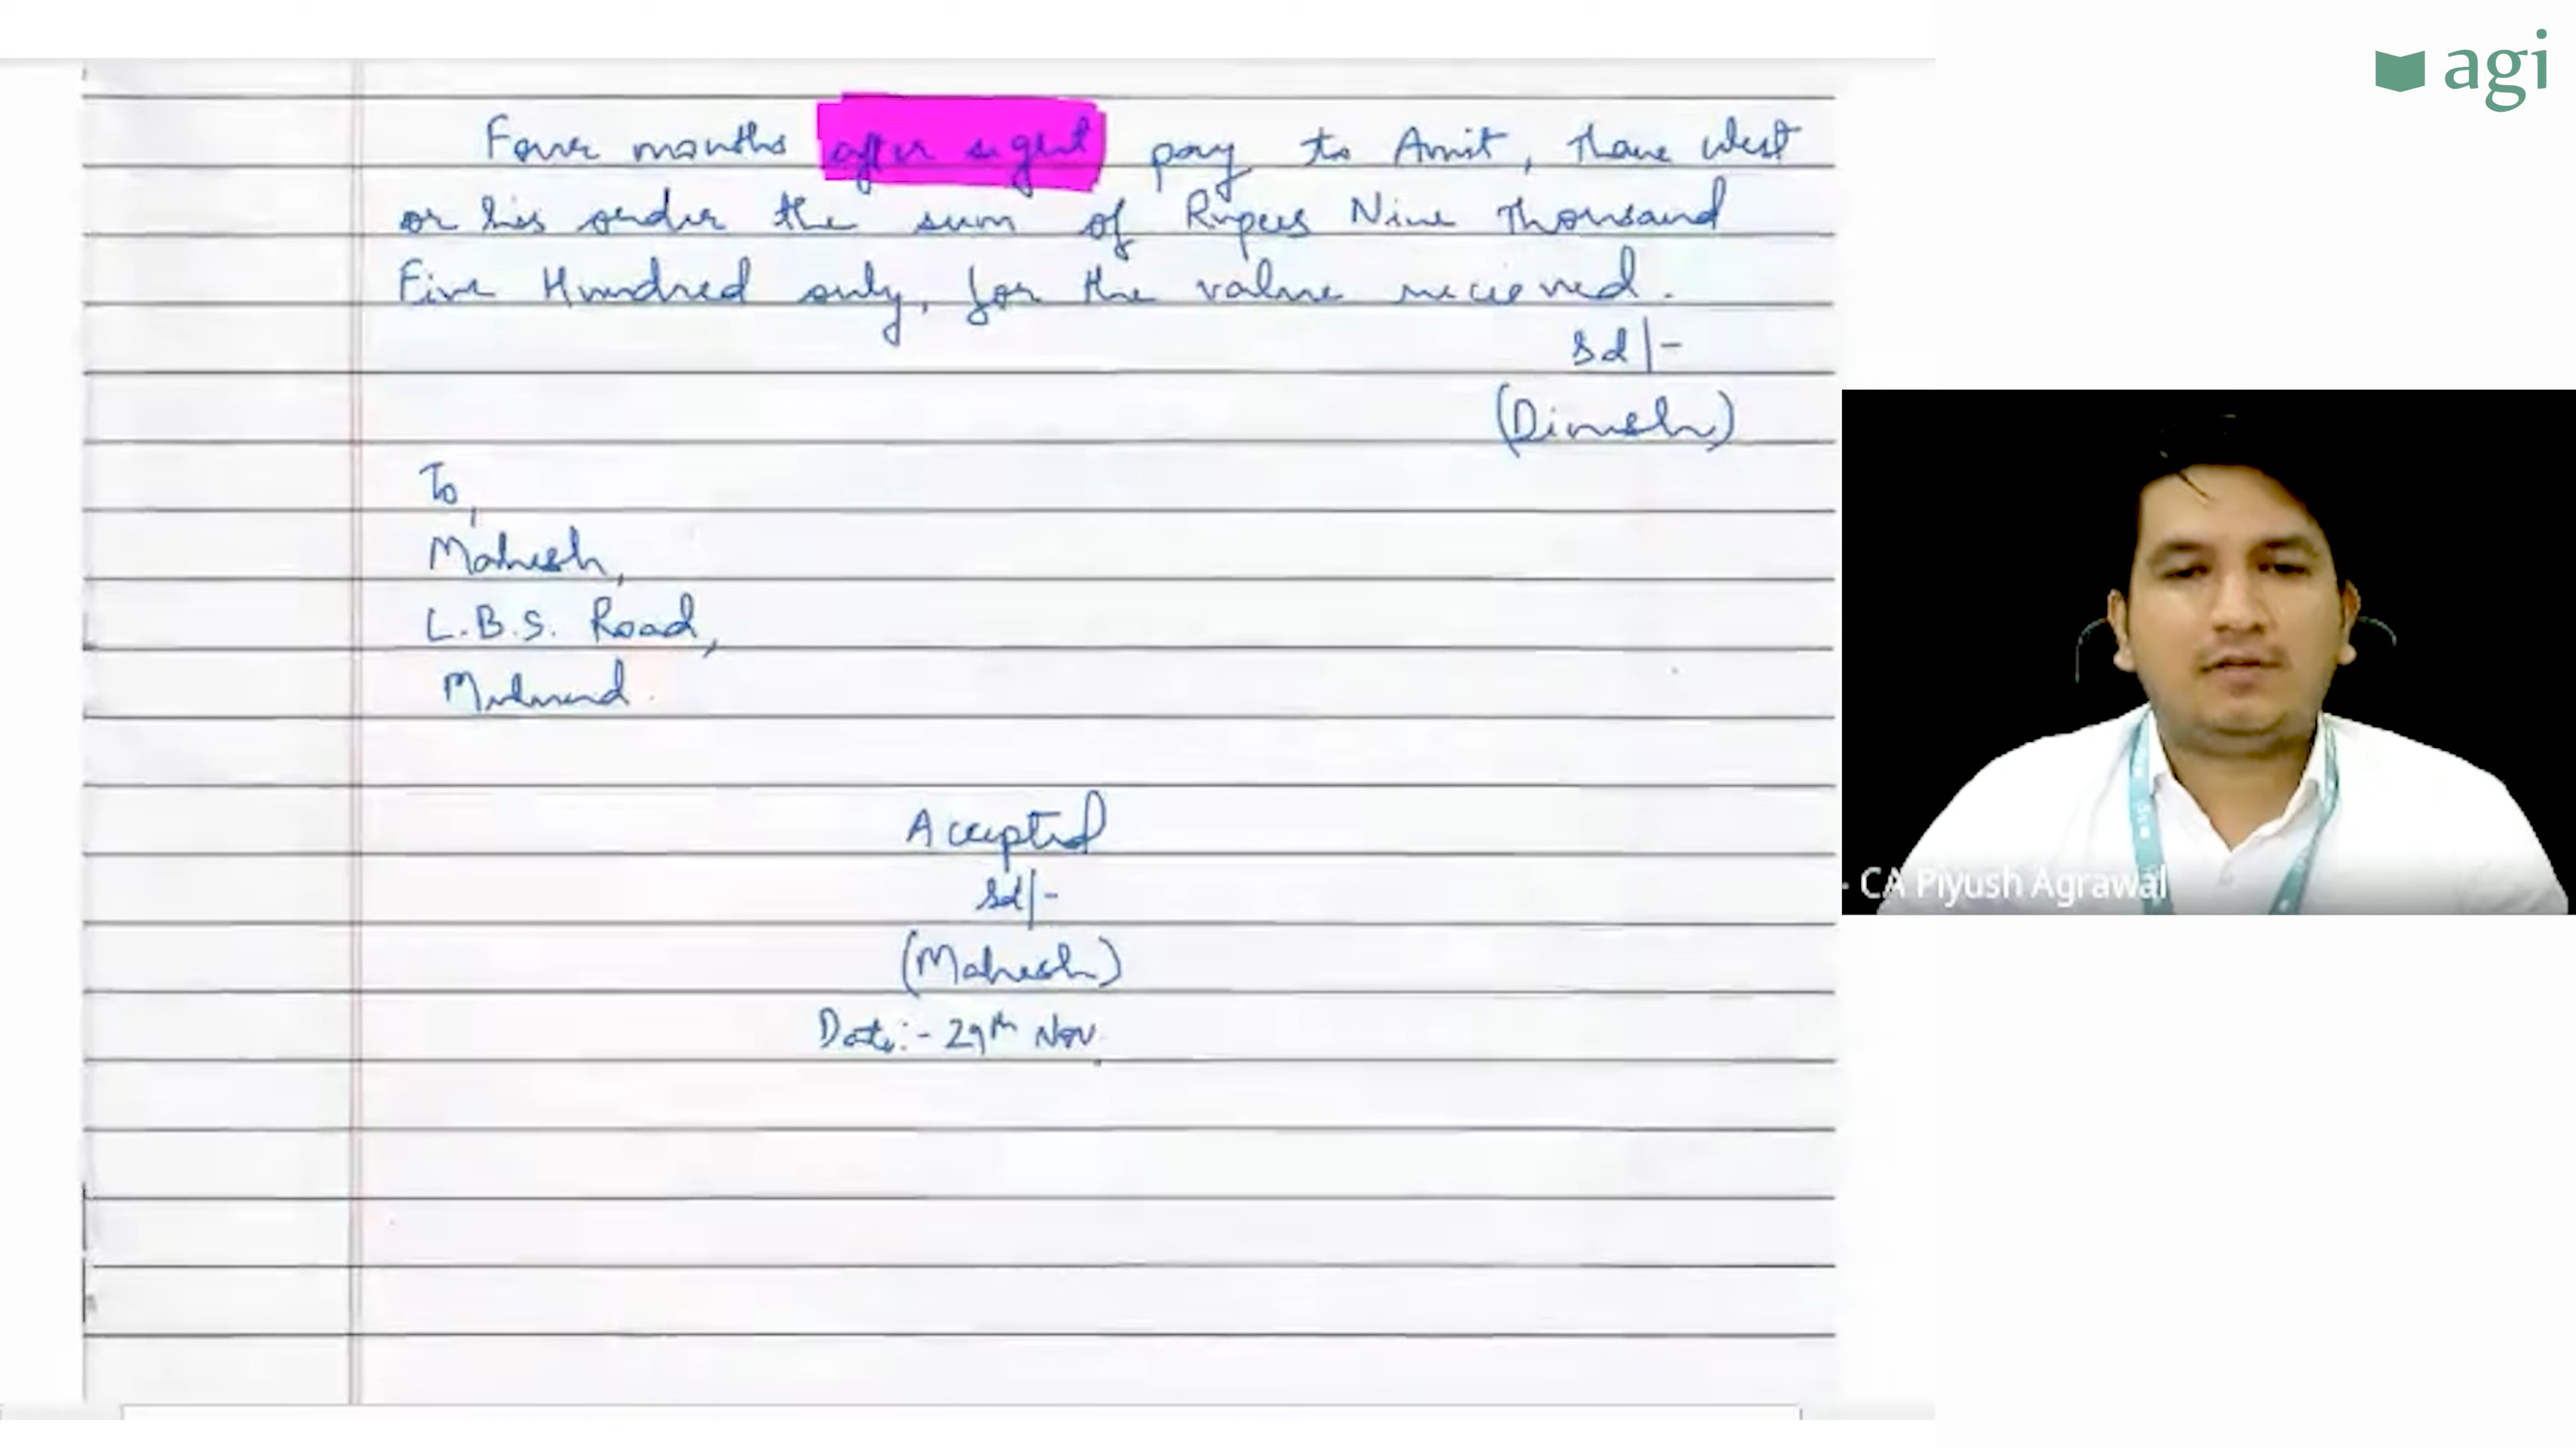 agi
Four months after sight pay to Amit, Thane West
or his order the sum of Rupees Nine Thousand
Five Hundred only, for the value recieved.
Sd/-
(Dinesh)
To,
Mahesh,
L.B.S. Road,
Mulund.
Accepted
Sd/-
(Mahesh)
Date:- 29th Nov.
- CA Piyush Agrawal